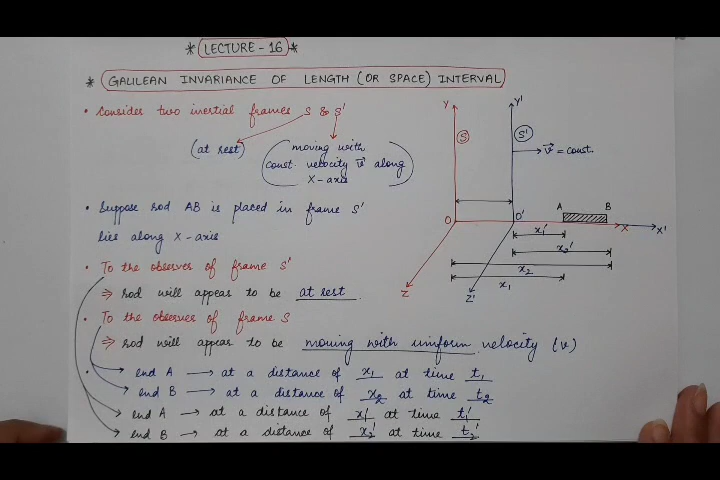 * LECTURE - 16 *
* GALILEAN INVARIANCE OF LENGTH (OR SPACE) INTERVAL
• Consider two inertial frames S & S'
(at rest)
(moving with
const. velocity v⃗ along
X-axis)
• Suppose rod AB is placed in frame S'
lies along X-axis
• To the observer of frame S'
⇒ rod will appear to be at rest.
• To the observer of frame S
⇒ rod will appear to be moving with uniform velocity (v)
• end A → at a distance of x₁ at time t₁
end B → at a distance of x₂ at time t₂
end A → at a distance of x₁' at time t₁'
end B → at a distance of x₂' at time t₂'
Y
Y'
S
S'
v⃗ = const.
A
B
O
O'
X
X'
x₁'
x₂'
x₂
x₁
Z
Z'